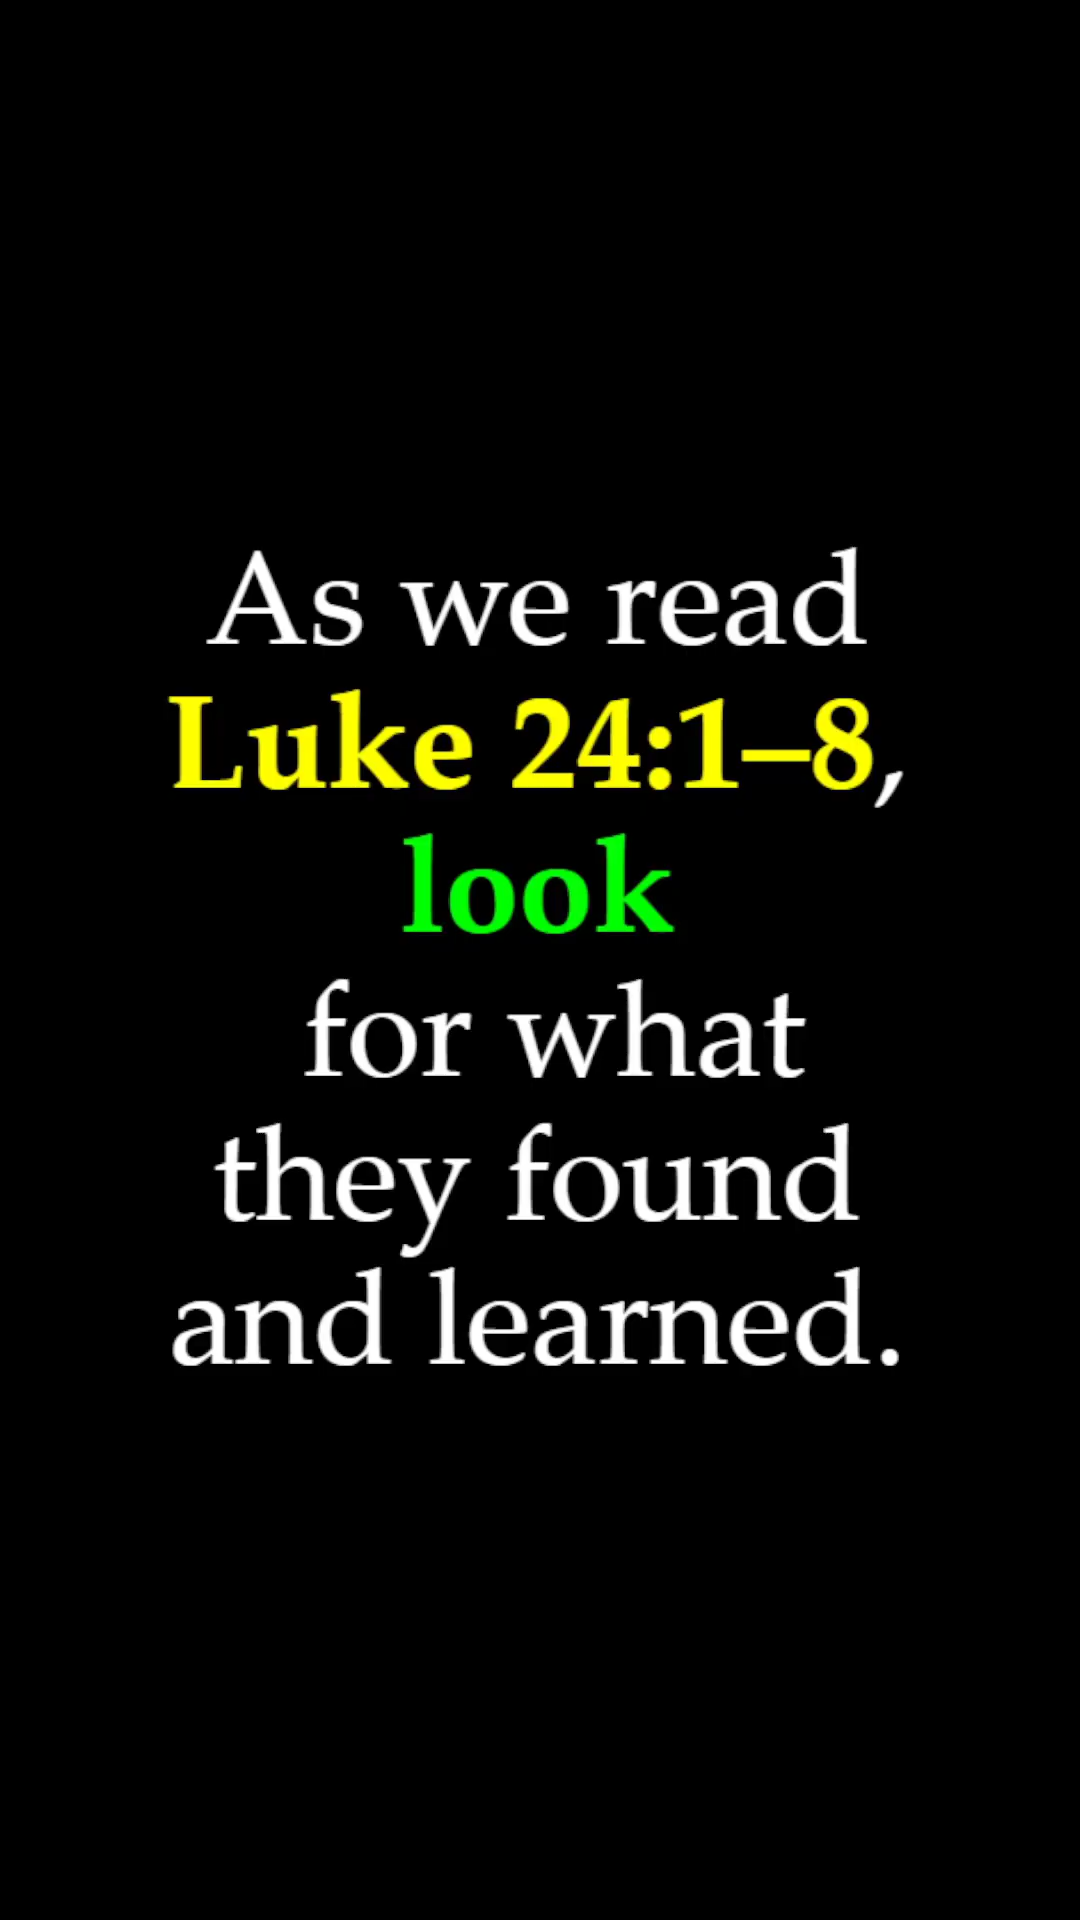 As we read
Luke 24:1–8,
look
for what
they found
and learned.